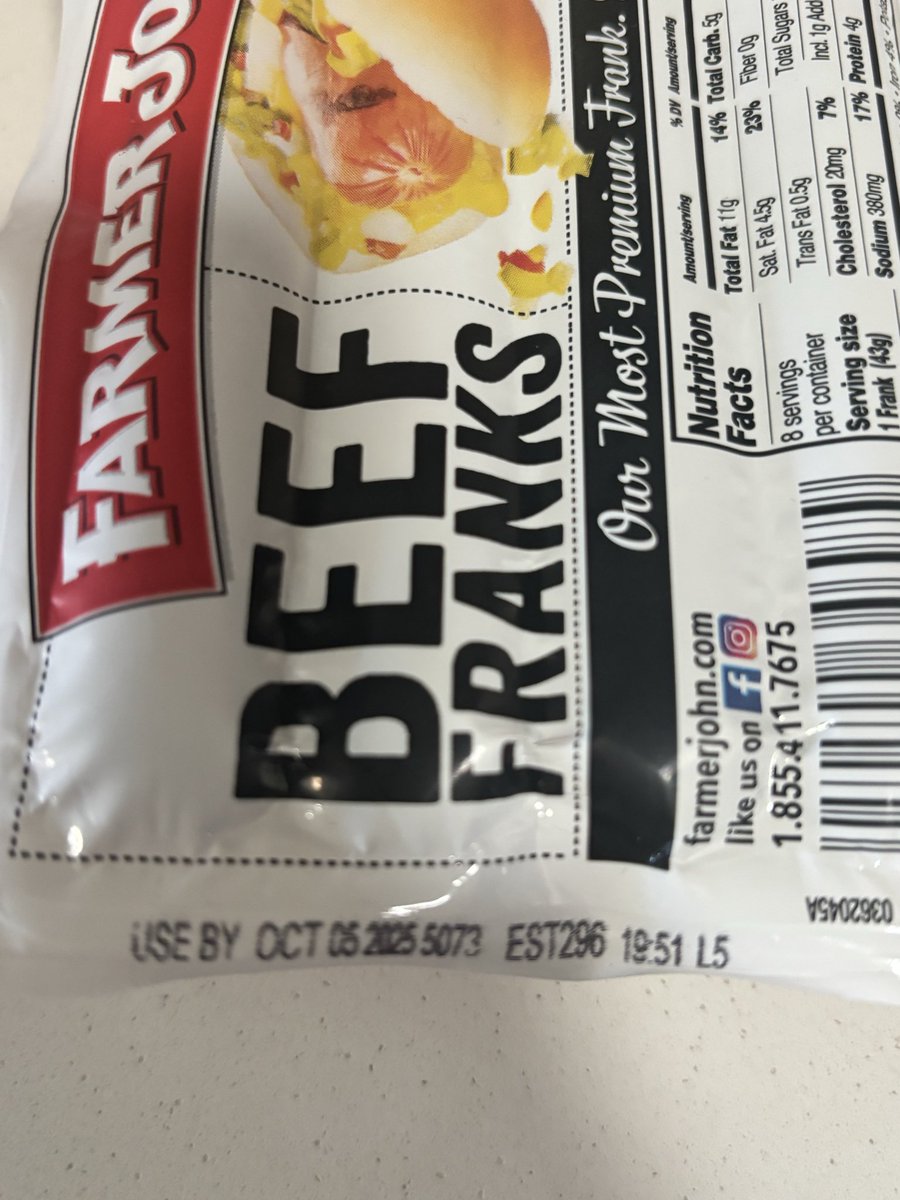 FARMER JO
BEEF
FRANKS
Our Most Premium Frank.
Nutrition
Facts
8 servings
per container
Serving size
1 Frank (43g)
Amount/serving % DV
Total Fat 11g 14%
Sat. Fat 4.5g 23%
Trans Fat 0.5g
Cholesterol 20mg 7%
Sodium 380mg 17%
Amount/serving
Total Carb. 5g
Fiber 0g
Total Sugars
Incl. 1g Add
Protein 4g
farmerjohn.com
like us on f
1.855.411.7675
0362045A
USE BY OCT 05 2025 5073 EST296 19:51 L5